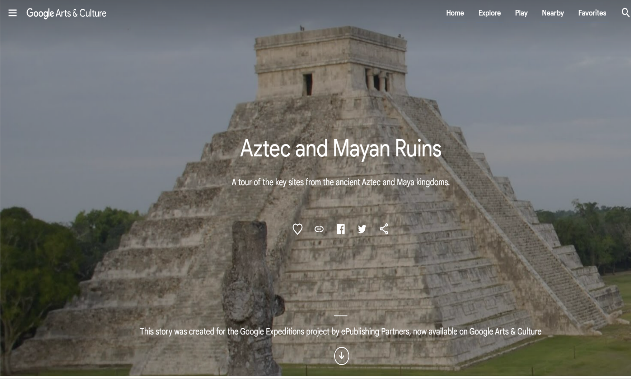 Google Arts & Culture
Home Explore Play Nearby Favorites
Aztec and Mayan Ruins
A tour of the key sites from the ancient Aztec and Maya kingdoms.
This story was created for the Google Expeditions project by ePublishing Partners, now available on Google Arts & Culture